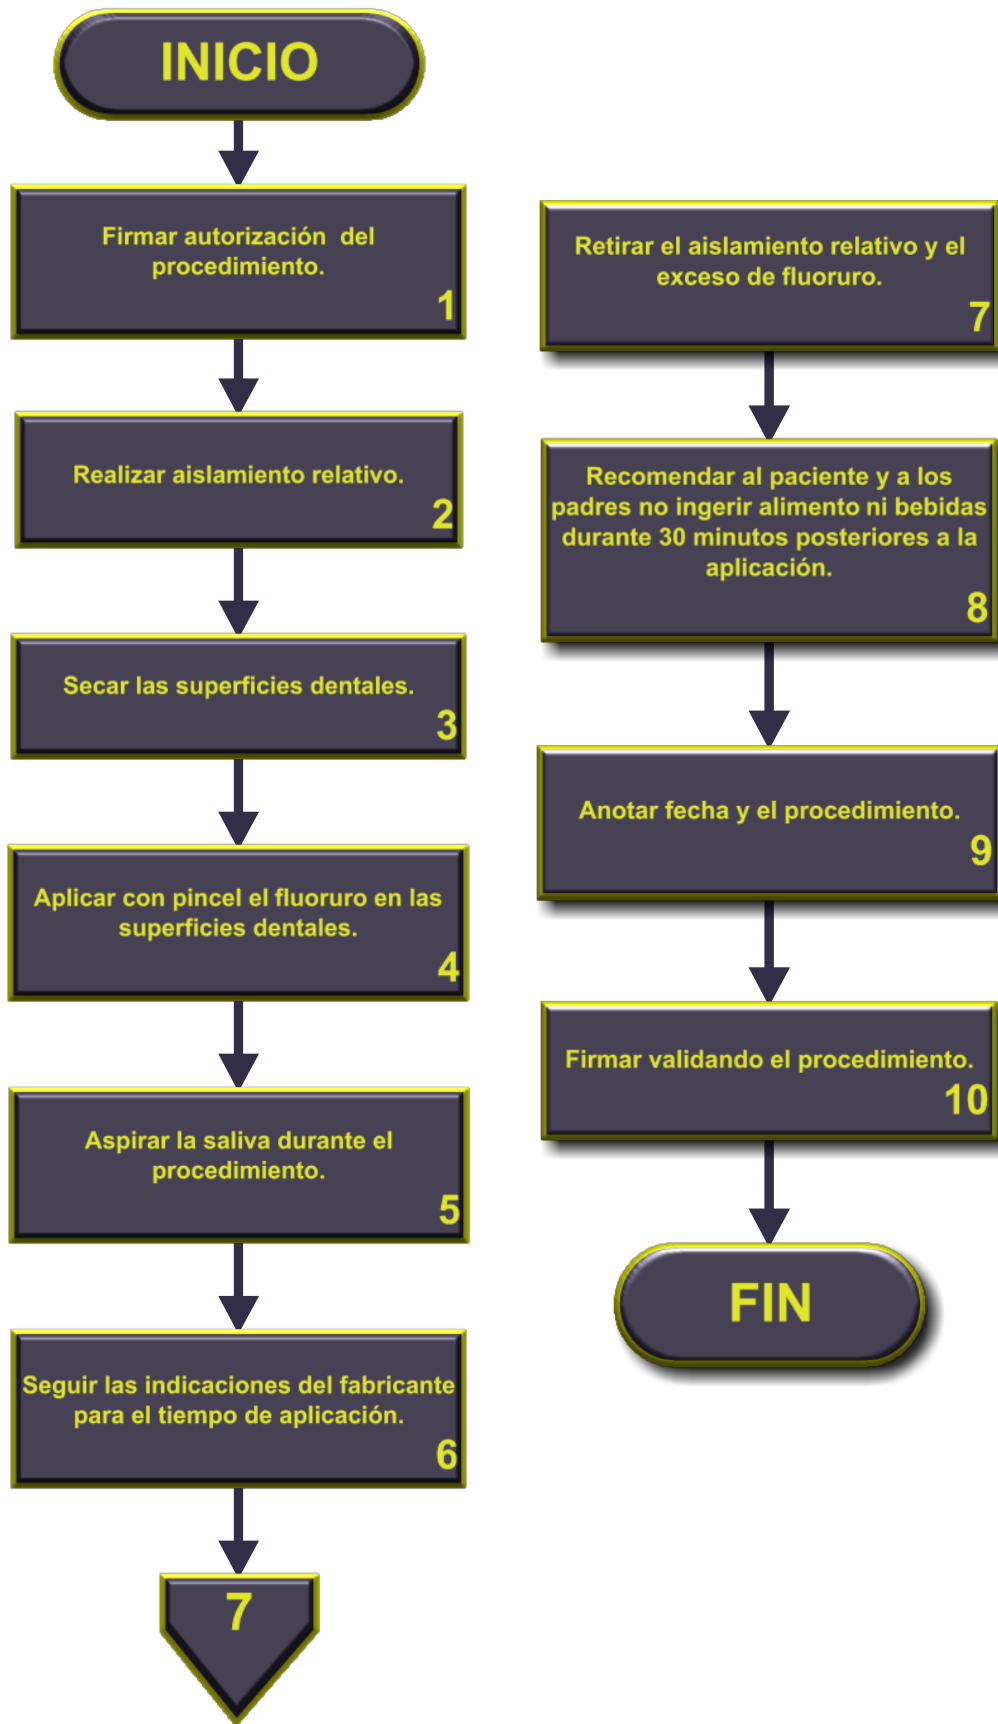 INICIO
Firmar autorización del
procedimiento.
1
Realizar aislamiento relativo.
2
Secar las superficies dentales.
3
Aplicar con pincel el fluoruro en las
superficies dentales.
4
Aspirar la saliva durante el
procedimiento.
5
Seguir las indicaciones del fabricante
para el tiempo de aplicación.
6
7
Retirar el aislamiento relativo y el
exceso de fluoruro.
7
Recomendar al paciente y a los
padres no ingerir alimento ni bebidas
durante 30 minutos posteriores a la
aplicación.
8
Anotar fecha y el procedimiento.
9
Firmar validando el procedimiento.
10
FIN